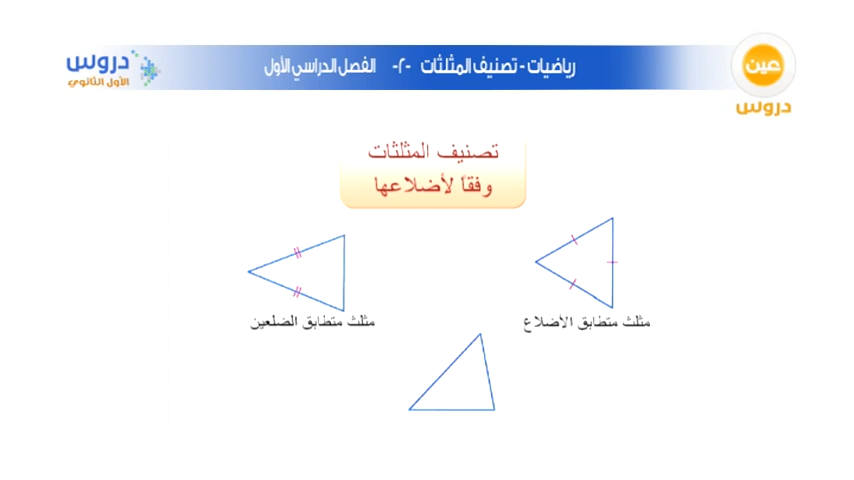 عين
دروس
رياضيات - تصنيف المثلثات -٢- الفصل الدراسي الأول
دروس
الأول الثانوي
تصنيف المثلثات
وفقاً لأضلاعها
مثلث متطابق الأضلاع
مثلث متطابق الضلعين